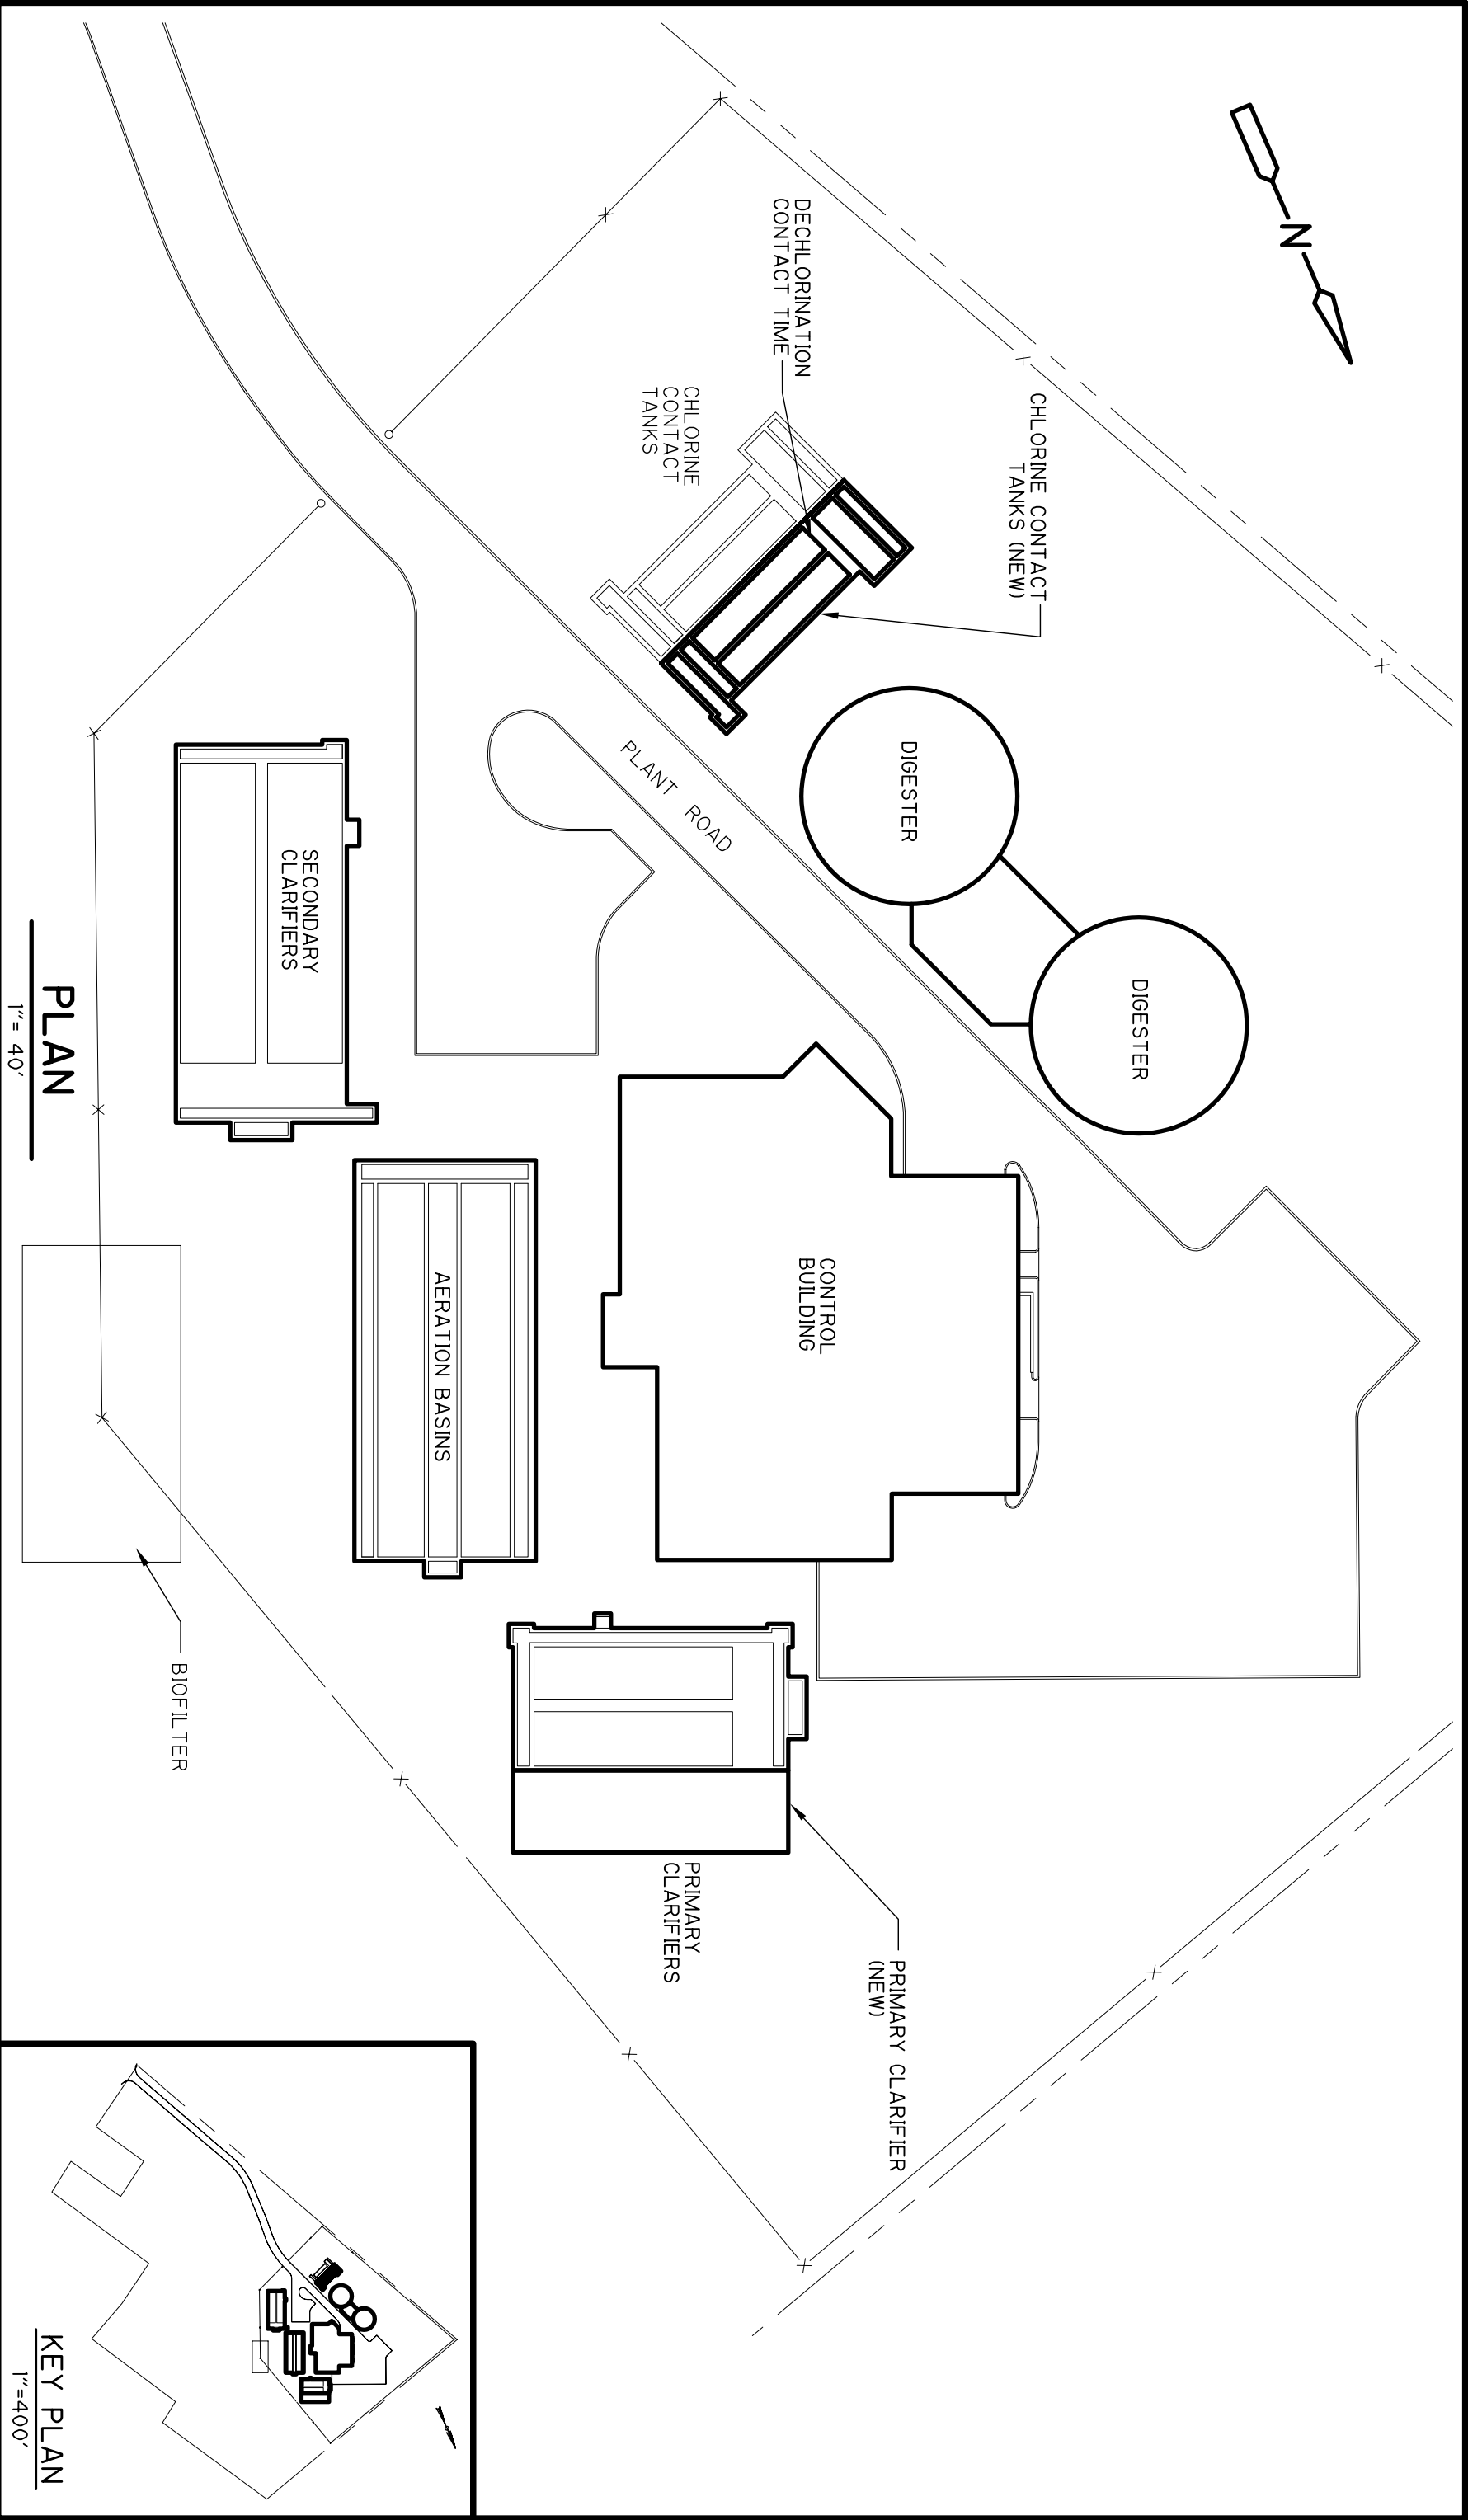 N
DECHLORINATION
CONTACT TIME
CHLORINE CONTACT
TANKS (NEW)
CHLORINE
CONTACT
TANKS
DIGESTER
DIGESTER
PLANT ROAD
SECONDARY
CLARIFIERS
CONTROL
BUILDING
AERATION BASINS
PRIMARY CLARIFIER
(NEW)
PRIMARY
CLARIFIERS
BIOFILTER
PLAN
1"= 40'
KEY PLAN
1"=400'